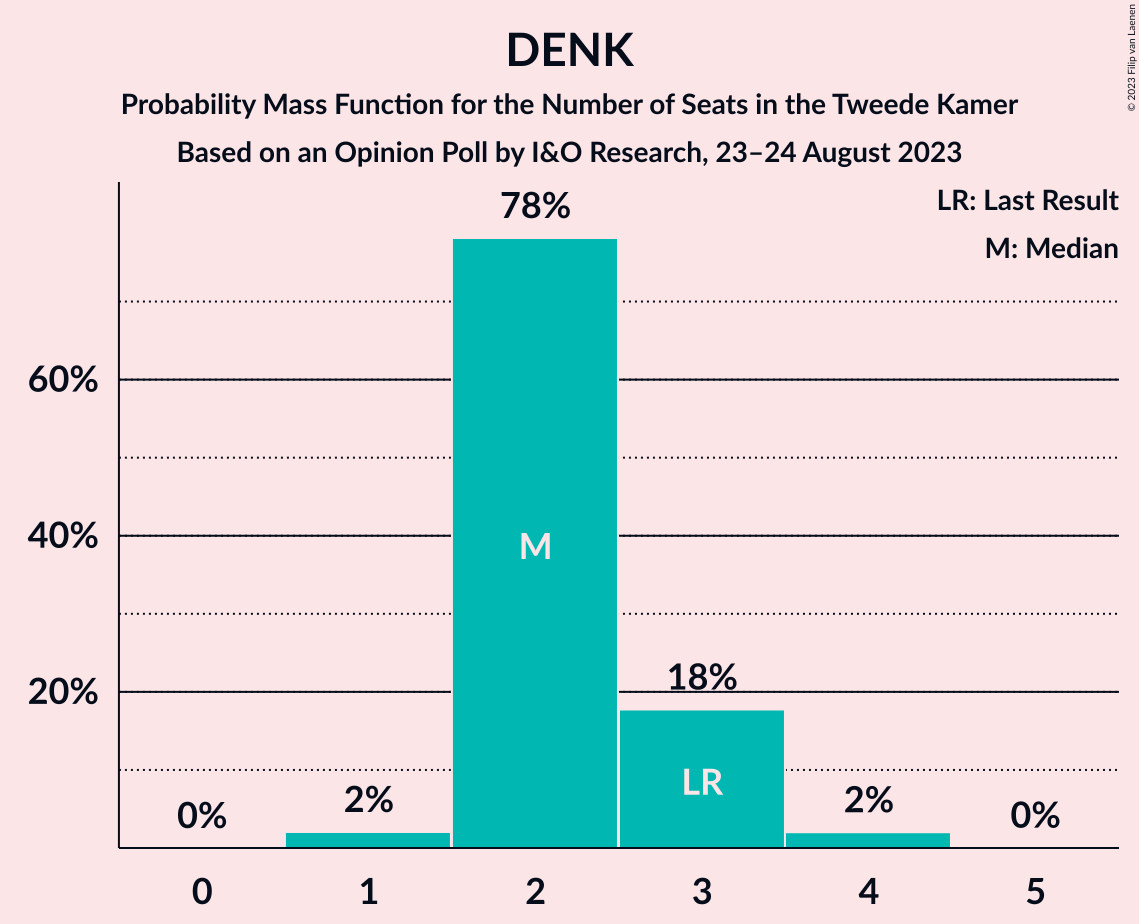 DENK
Probability Mass Function for the Number of Seats in the Tweede Kamer
Based on an Opinion Poll by I&O Research, 23–24 August 2023
© 2023 Filip van Laenen
LR: Last Result
M: Median
78%
60%
40%
M
20%
18%
LR
0%
2%
2%
0%
0 1 2 3 4 5